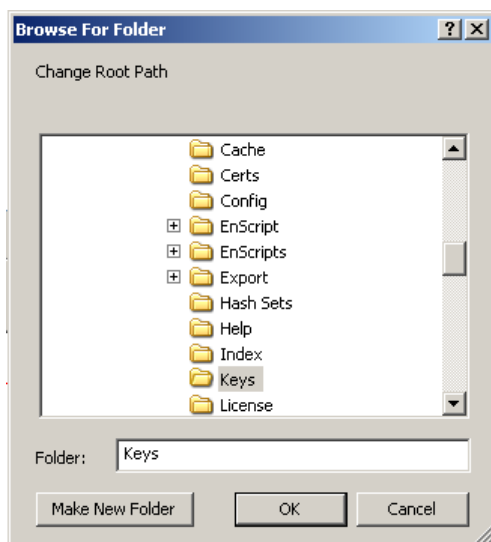 Browse For Folder
Change Root Path
Cache
Certs
Config
EnScript
EnScripts
Export
Hash Sets
Help
Index
Keys
License
Folder: Keys
Make New Folder OK Cancel